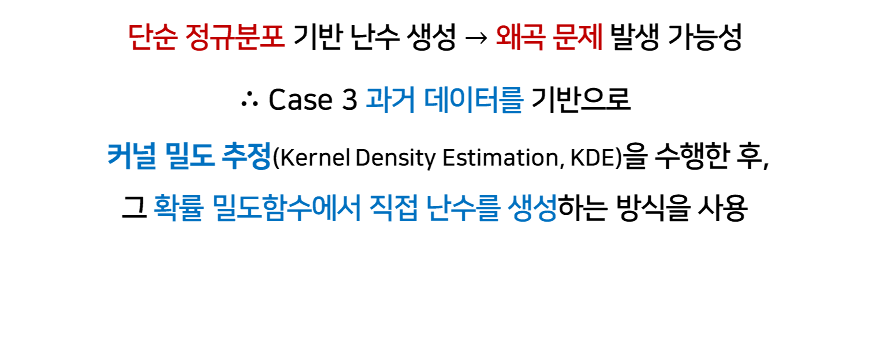 단순 정규분포 기반 난수 생성 → 왜곡 문제 발생 가능성
∴ Case 3 과거 데이터를 기반으로
커널 밀도 추정(Kernel Density Estimation, KDE)을 수행한 후,
그 확률 밀도함수에서 직접 난수를 생성하는 방식을 사용